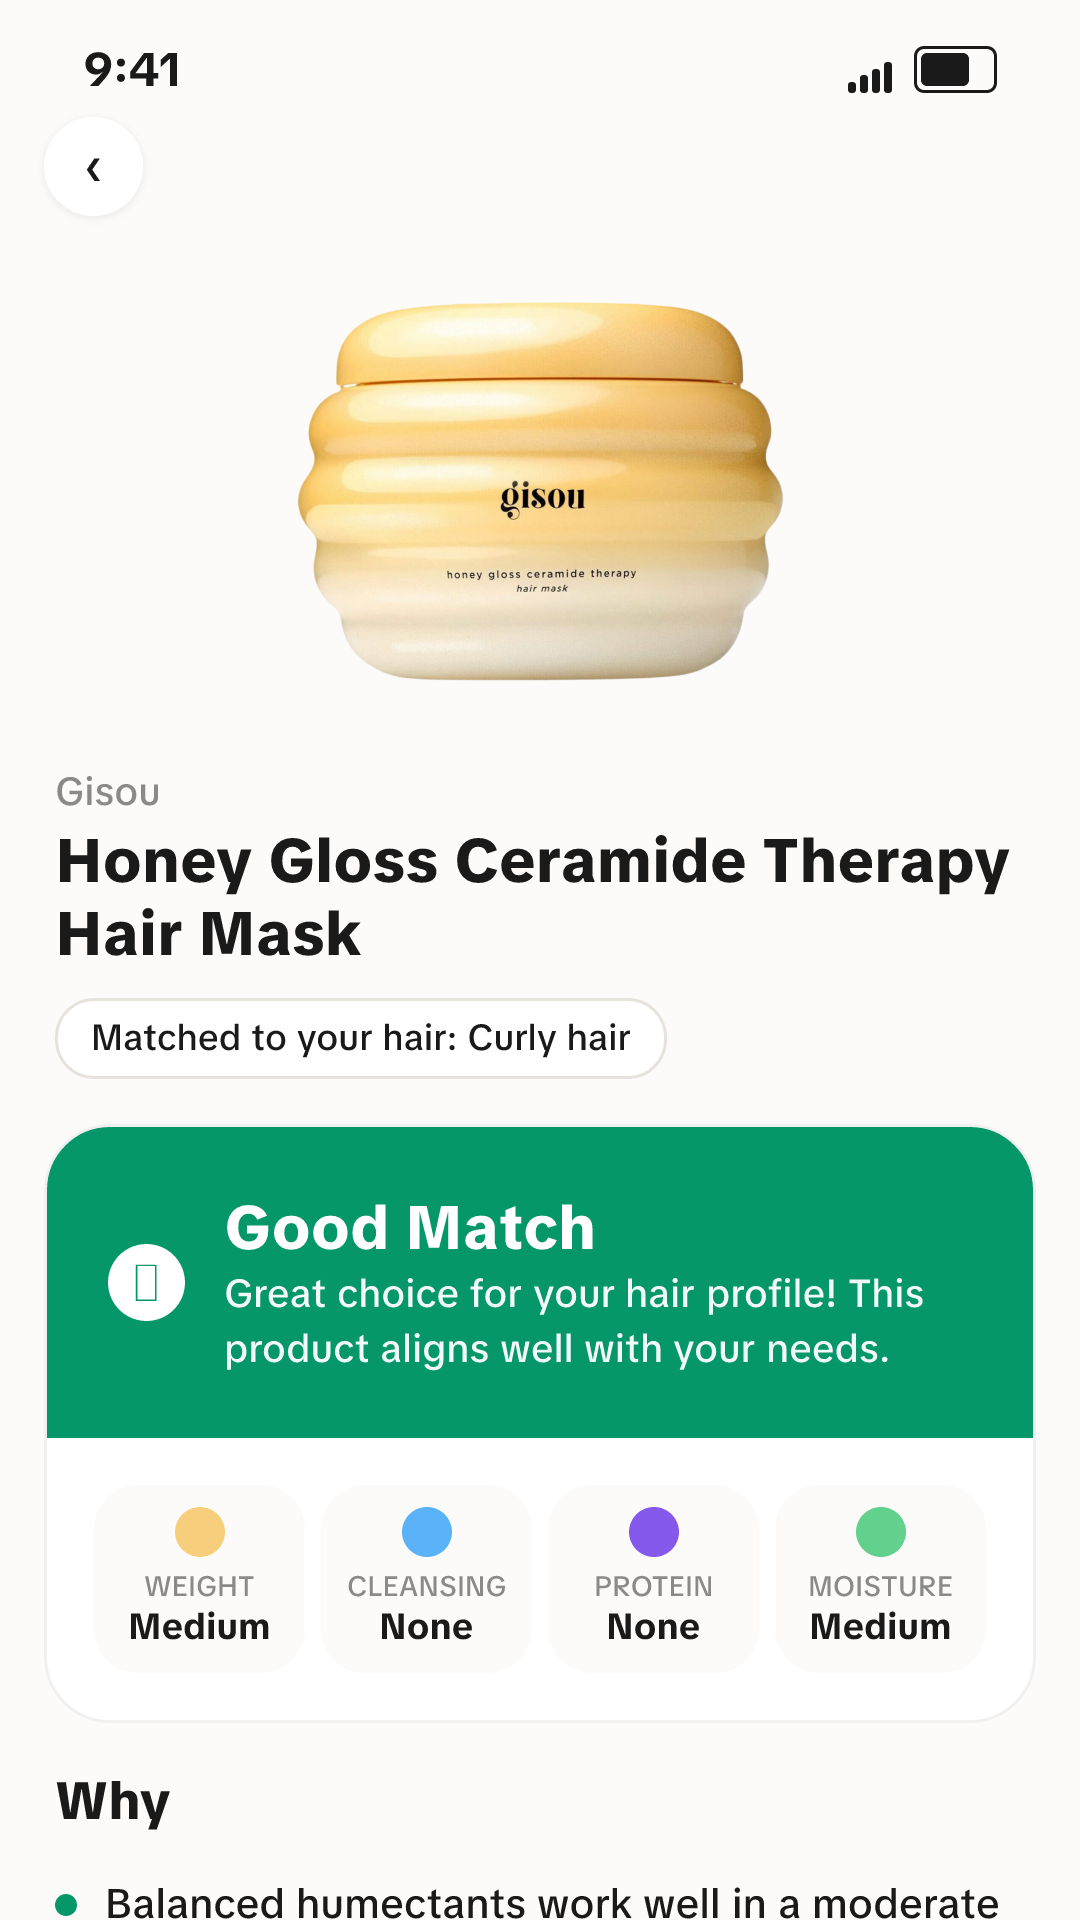 9:41
gisou
honey gloss ceramide therapy
hair mask
Gisou
Honey Gloss Ceramide Therapy
Hair Mask
Matched to your hair: Curly hair
Good Match
Great choice for your hair profile! This
product aligns well with your needs.
WEIGHT
Medium
CLEANSING
None
PROTEIN
None
MOISTURE
Medium
Why
Balanced humectants work well in a moderate